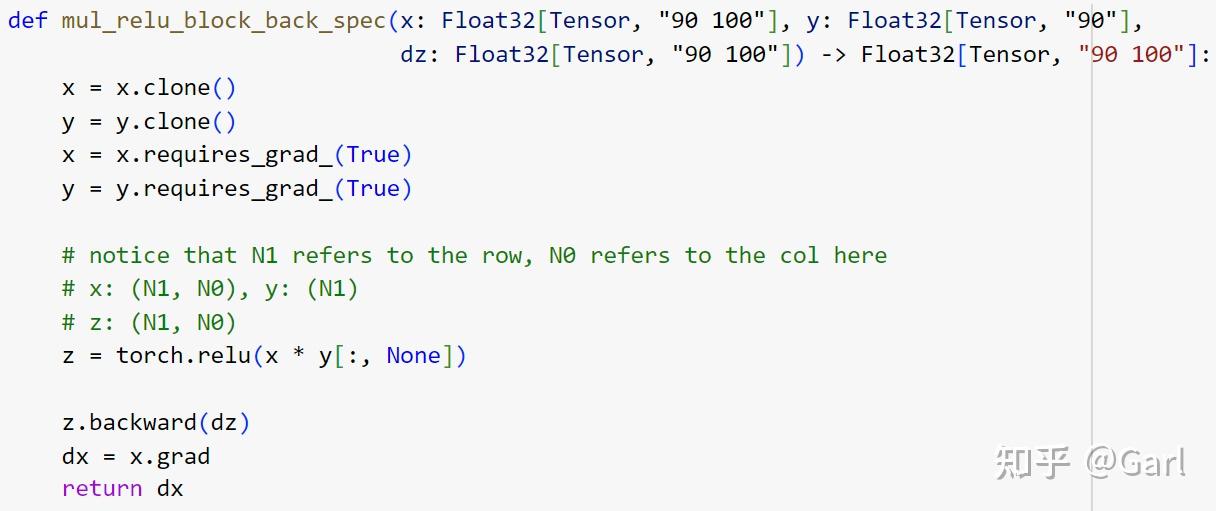 def mul_relu_block_back_spec(x: Float32[Tensor, "90 100"], y: Float32[Tensor, "90"],
                             dz: Float32[Tensor, "90 100"]) -> Float32[Tensor, "90 100"]:
    x = x.clone()
    y = y.clone()
    x = x.requires_grad_(True)
    y = y.requires_grad_(True)

    # notice that N1 refers to the row, N0 refers to the col here
    # x: (N1, N0), y: (N1)
    # z: (N1, N0)
    z = torch.relu(x * y[:, None])

    z.backward(dz)
    dx = x.grad
    return dx
知乎 @Garl